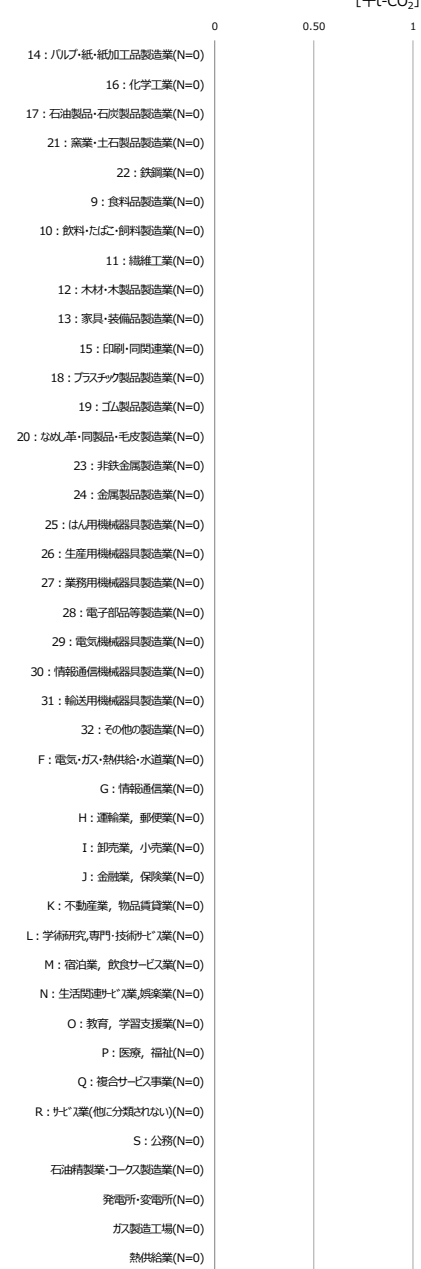 [千t-CO₂]
0 0.50 1
14：パルプ・紙・紙加工品製造業(N=0)
16：化学工業(N=0)
17：石油製品・石炭製品製造業(N=0)
21：窯業・土石製品製造業(N=0)
22：鉄鋼業(N=0)
9：食料品製造業(N=0)
10：飲料・たばこ・飼料製造業(N=0)
11：繊維工業(N=0)
12：木材・木製品製造業(N=0)
13：家具・装備品製造業(N=0)
15：印刷・同関連業(N=0)
18：プラスチック製品製造業(N=0)
19：ゴム製品製造業(N=0)
20：なめし革・同製品・毛皮製造業(N=0)
23：非鉄金属製造業(N=0)
24：金属製品製造業(N=0)
25：はん用機械器具製造業(N=0)
26：生産用機械器具製造業(N=0)
27：業務用機械器具製造業(N=0)
28：電子部品等製造業(N=0)
29：電気機械器具製造業(N=0)
30：情報通信機械器具製造業(N=0)
31：輸送用機械器具製造業(N=0)
32：その他の製造業(N=0)
F：電気・ガス・熱供給・水道業(N=0)
G：情報通信業(N=0)
H：運輸業，郵便業(N=0)
I：卸売業，小売業(N=0)
J：金融業，保険業(N=0)
K：不動産業，物品賃貸業(N=0)
L：学術研究,専門・技術ｻｰﾋﾞｽ業(N=0)
M：宿泊業，飲食サービス業(N=0)
N：生活関連ｻｰﾋﾞｽ業,娯楽業(N=0)
O：教育，学習支援業(N=0)
P：医療，福祉(N=0)
Q：複合サービス事業(N=0)
R：ｻｰﾋﾞｽ業(他に分類されない)(N=0)
S：公務(N=0)
石油精製業・コークス製造業(N=0)
発電所・変電所(N=0)
ガス製造工場(N=0)
熱供給業(N=0)